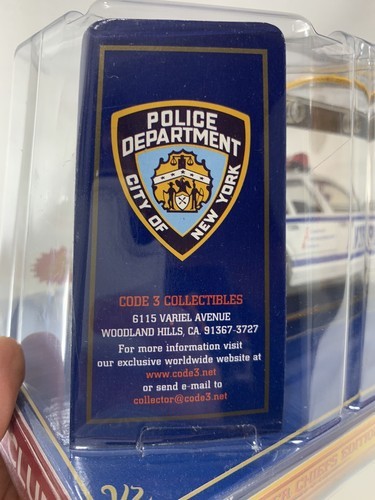 POLICE
DEPARTMENT
CITY OF
NEW YORK
CODE 3 COLLECTIBLES
6115 VARIEL AVENUE
WOODLAND HILLS, CA. 91367-3727
For more information visit
our exclusive worldwide website at
www.code3.net
or send e-mail to
collector@code3.net